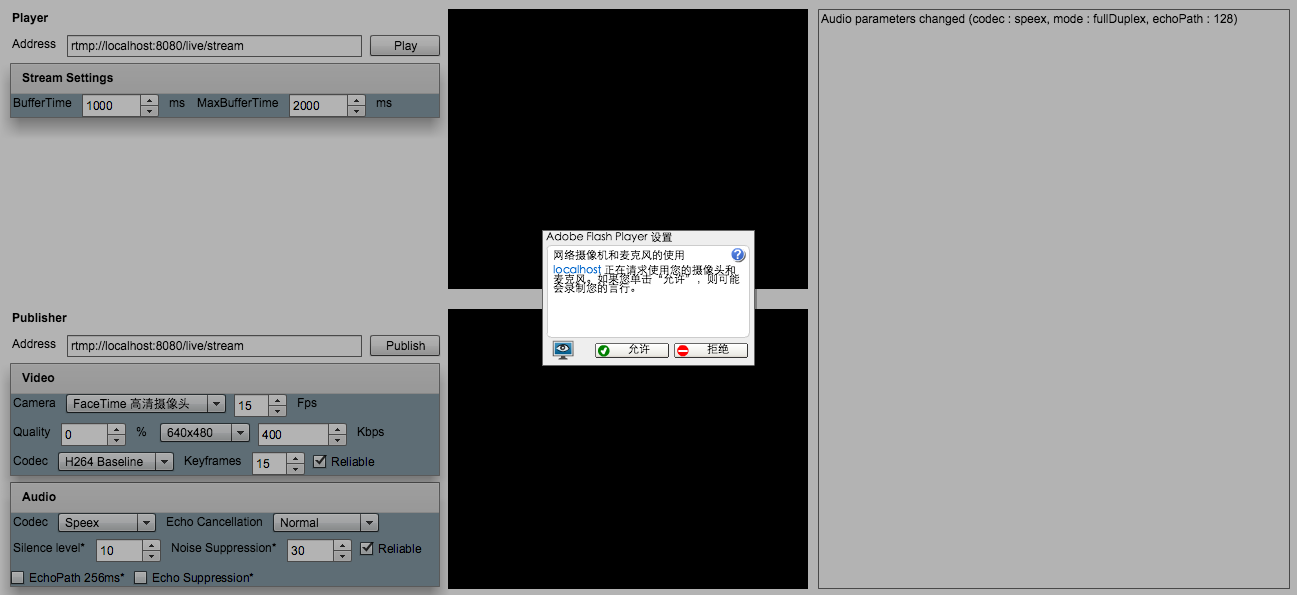 Player
Address rtmp://localhost:8080/live/stream Play
Stream Settings
BufferTime 1000 ms MaxBufferTime 2000 ms
Publisher
Address rtmp://localhost:8080/live/stream Publish
Video
Camera FaceTime 高清摄像头 15 Fps
Quality 0 % 640x480 400 Kbps
Codec H264 Baseline Keyframes 15 Reliable
Audio
Codec Speex Echo Cancellation Normal
Silence level* 10 Noise Suppression* 30 Reliable
EchoPath 256ms* Echo Suppression*
Adobe Flash Player 设置
网络摄像机和麦克风的使用 ?
localhost 正在请求使用您的摄像头和
麦克风。如果您单击“允许”，则可能
会录制您的言行。
允许 拒绝
Audio parameters changed (codec : speex, mode : fullDuplex, echoPath : 128)